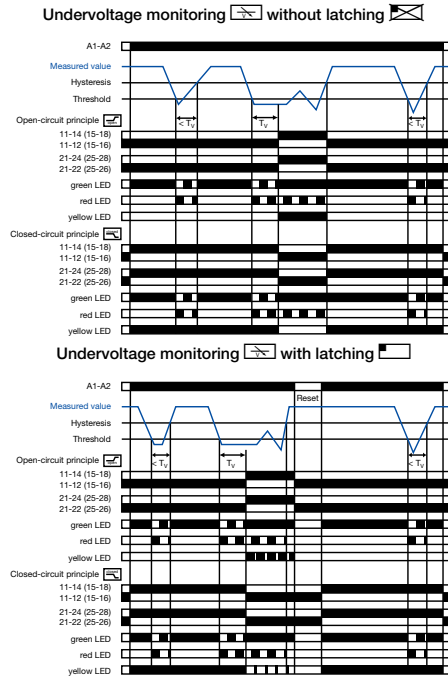 Undervoltage monitoring without latching
A1-A2
Measured value
Hysteresis
Threshold
Open-circuit principle
< TV
TV
< TV
11-14 (15-18)
11-12 (15-16)
21-24 (25-28)
21-22 (25-26)
green LED
red LED
yellow LED
Closed-circuit principle
11-14 (15-18)
11-12 (15-16)
21-24 (25-28)
21-22 (25-26)
green LED
red LED
yellow LED
Undervoltage monitoring with latching
A1-A2
Reset
Measured value
Hysteresis
Threshold
Open-circuit principle
< TV
TV
< TV
11-14 (15-18)
11-12 (15-16)
21-24 (25-28)
21-22 (25-26)
green LED
red LED
yellow LED
Closed-circuit principle
11-14 (15-18)
11-12 (15-16)
21-24 (25-28)
21-22 (25-26)
green LED
red LED
yellow LED